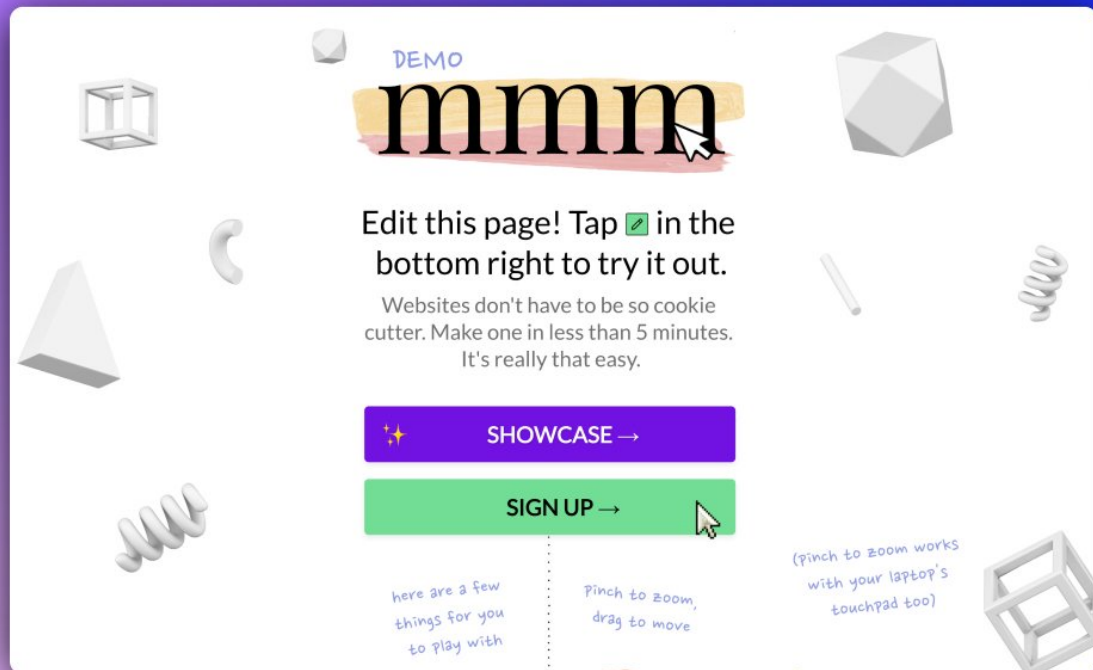 DEMO
mmm
Edit this page! Tap in the
bottom right to try it out.
Websites don't have to be so cookie
cutter. Make one in less than 5 minutes.
It's really that easy.
SHOWCASE →
SIGN UP →
here are a few
things for you
to play with
Pinch to zoom,
drag to move
(pinch to zoom works
with your laptop's
touchpad too)